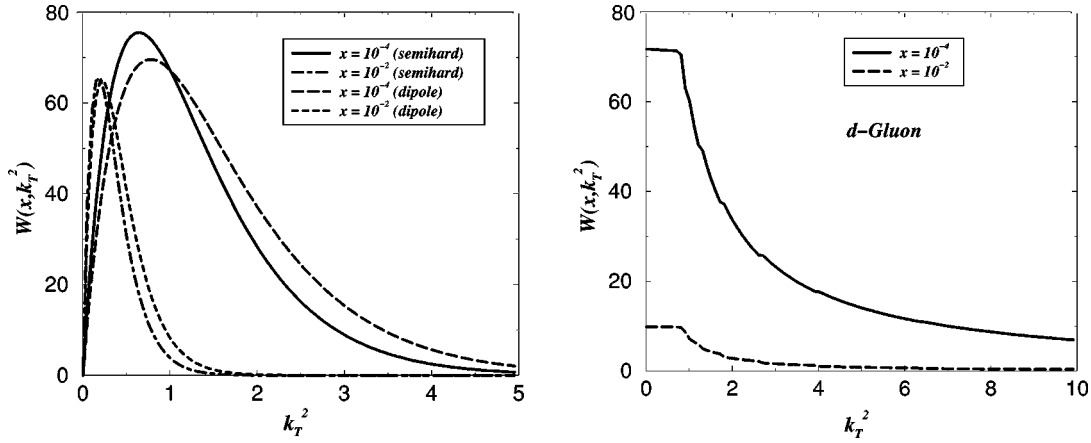 80
60
40
20
0
W(x,k_T^2)
x = 10^-4 (semihard)
x = 10^-2 (semihard)
x = 10^-4 (dipole)
x = 10^-2 (dipole)
0 1 2 3 4 5
k_T^2
80
60
40
20
0
W(x,k_T^2)
x = 10^-4
x = 10^-2
d-Gluon
0 2 4 6 8 10
k_T^2